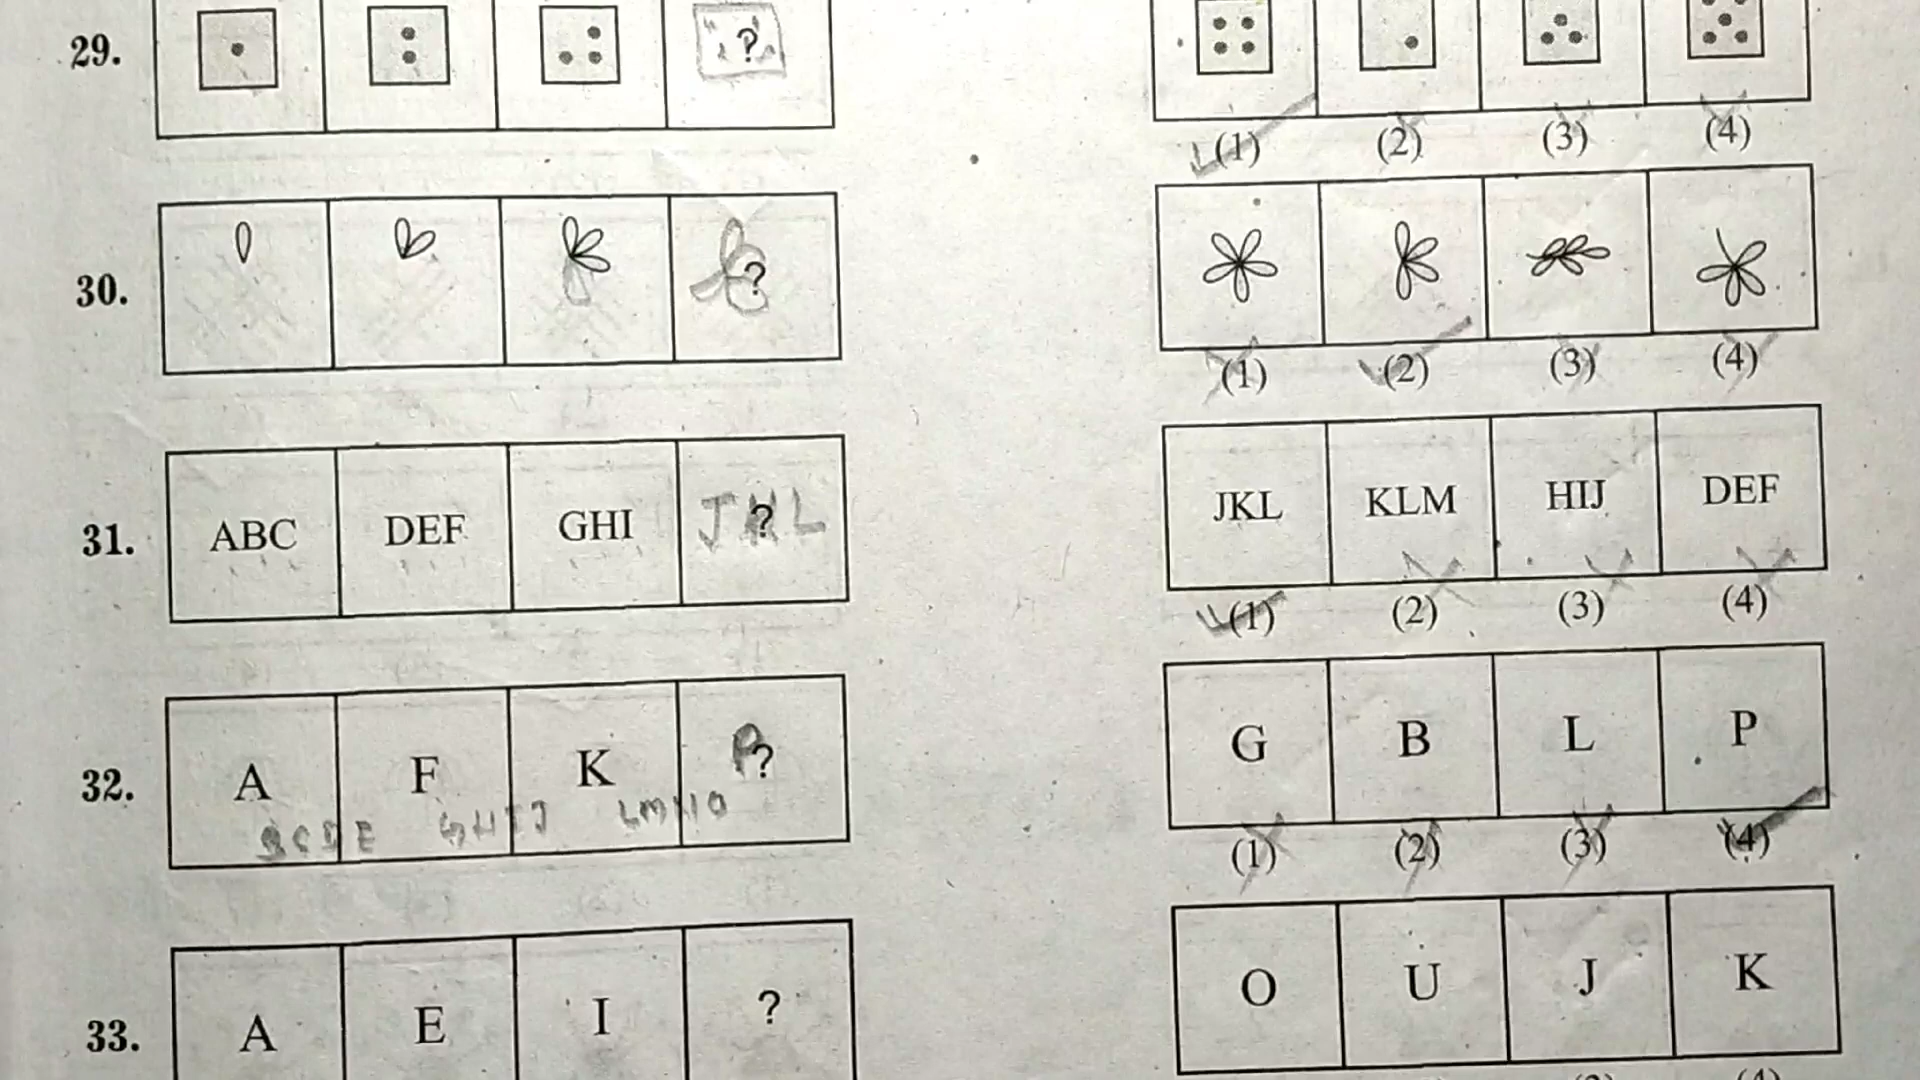 29. ?
(1) (2) (3) (4)
30. ?
(1) (2) (3) (4)
31. ABC DEF GHI JKL ?
JKL KLM HIJ DEF
(1) (2) (3) (4)
32. A F K P ?
BCDE GHIJ LMNO
G B L P
(1) (2) (3) (4)
33. A E I ?
O U J K